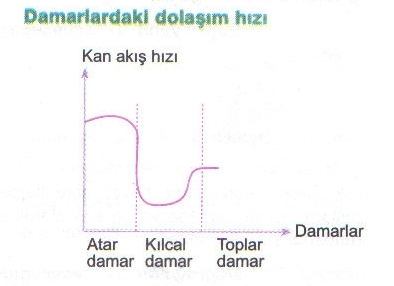 Damarlardaki dolaşım hızı
Kan akış hızı
Damarlar
Atar damar
Kılcal damar
Toplar damar